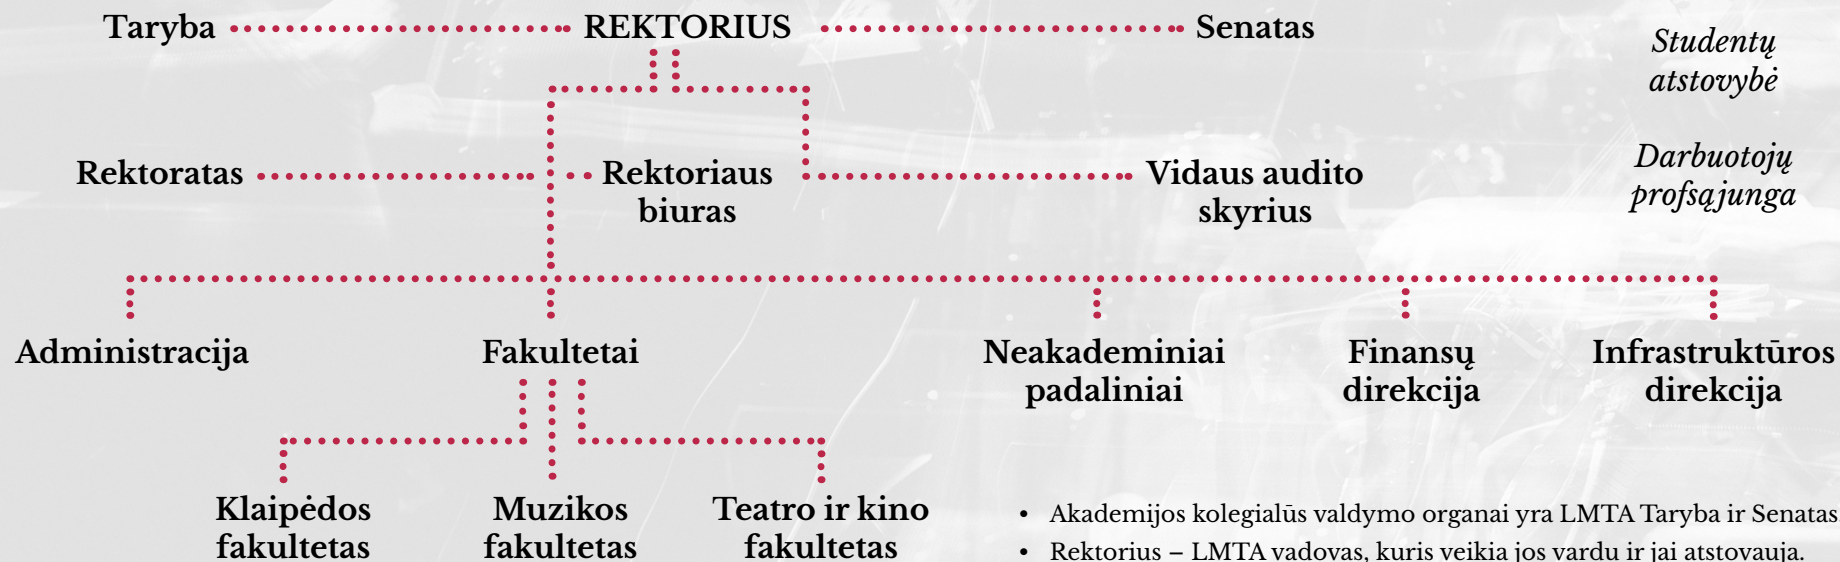 Taryba REKTORIUS Senatas
Studentų
atstovybė
Darbuotojų
profsąjunga
Rektoratas Rektoriaus Vidaus audito
biuras skyrius
Administracija Fakultetai Neakademiniai Finansų Infrastruktūros
padaliniai direkcija direkcija
Klaipėdos Muzikos Teatro ir kino
fakultetas fakultetas fakultetas
• Akademijos kolegialūs valdymo organai yra LMTA Taryba ir Senatas
• Rektorius – LMTA vadovas, kuris veikia jos vardu ir jai atstovauja.